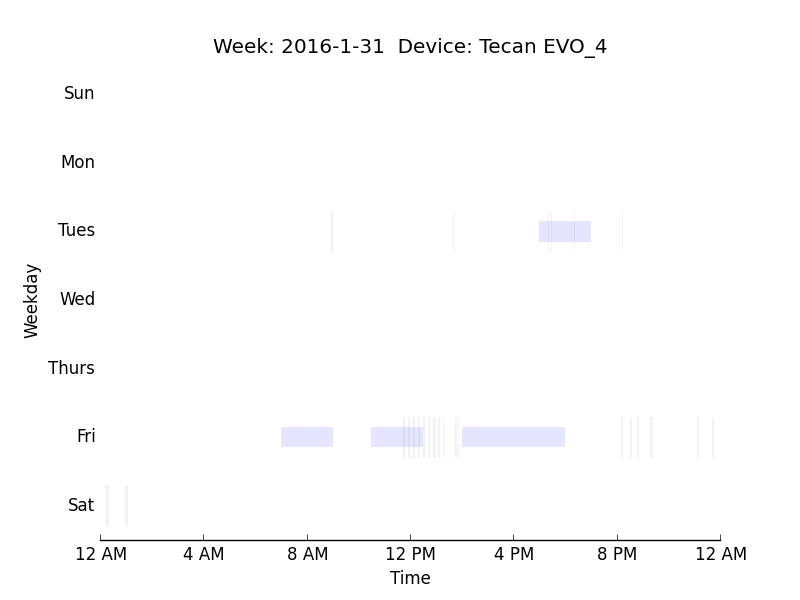 Week: 2016-1-31  Device: Tecan EVO_4
Sun
Mon
Tues
Wed
Weekday
Thurs
Fri
Sat
12 AM 4 AM 8 AM 12 PM 4 PM 8 PM 12 AM
Time